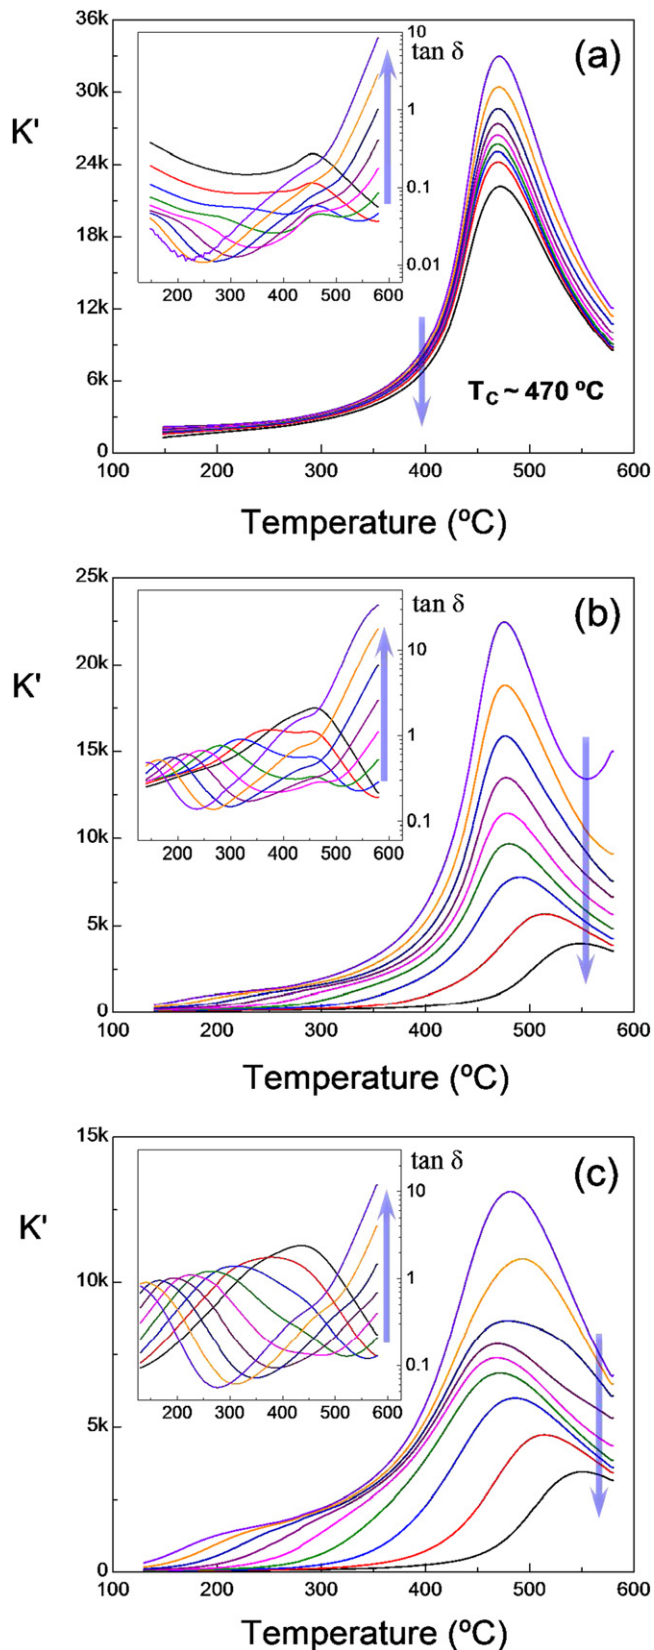 36k
30k
24k
18k
12k
6k
0
K'
(a)
tan δ
10
1
0.1
0.01
200 300 400 500 600
T_C ~ 470 ºC
100 200 300 400 500 600
Temperature (ºC)
25k
20k
15k
10k
5k
0
K'
(b)
tan δ
10
1
0.1
200 300 400 500 600
100 200 300 400 500 600
Temperature (ºC)
15k
10k
5k
0
K'
(c)
tan δ
10
1
0.1
200 300 400 500 600
100 200 300 400 500 600
Temperature (ºC)